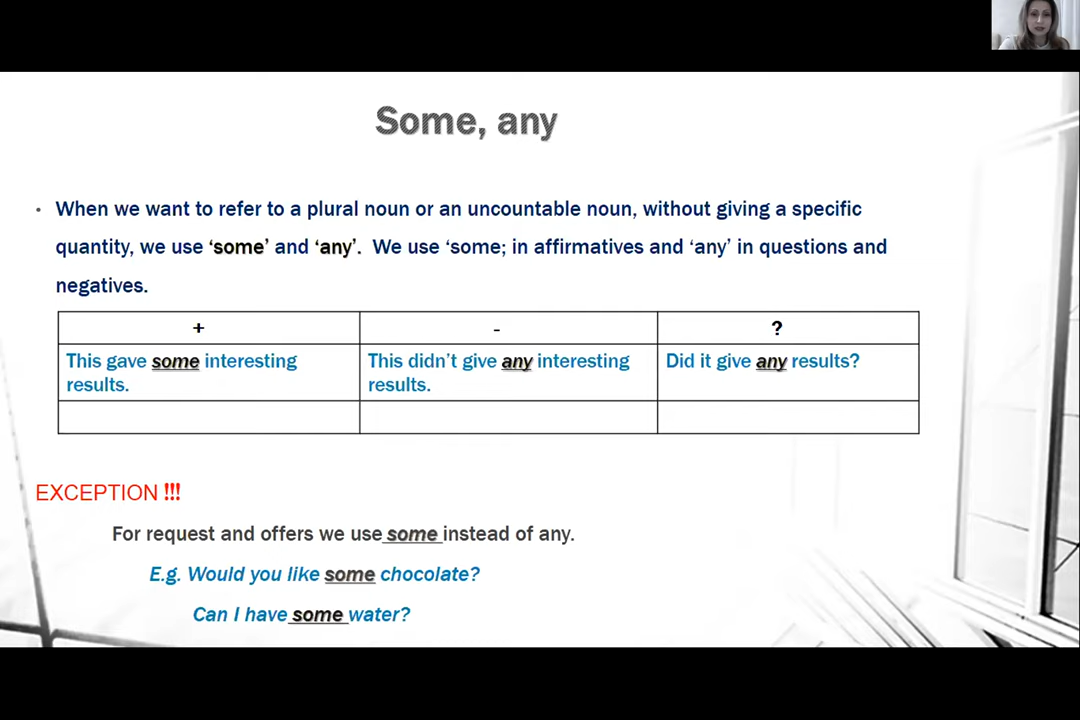 Some, any
• When we want to refer to a plural noun or an uncountable noun, without giving a specific
quantity, we use ‘some’ and ‘any’. We use ‘some; in affirmatives and ‘any’ in questions and
negatives.
+ - ?
This gave some interesting results. This didn’t give any interesting results. Did it give any results?
EXCEPTION !!!
For request and offers we use some instead of any.
E.g. Would you like some chocolate?
Can I have some water?